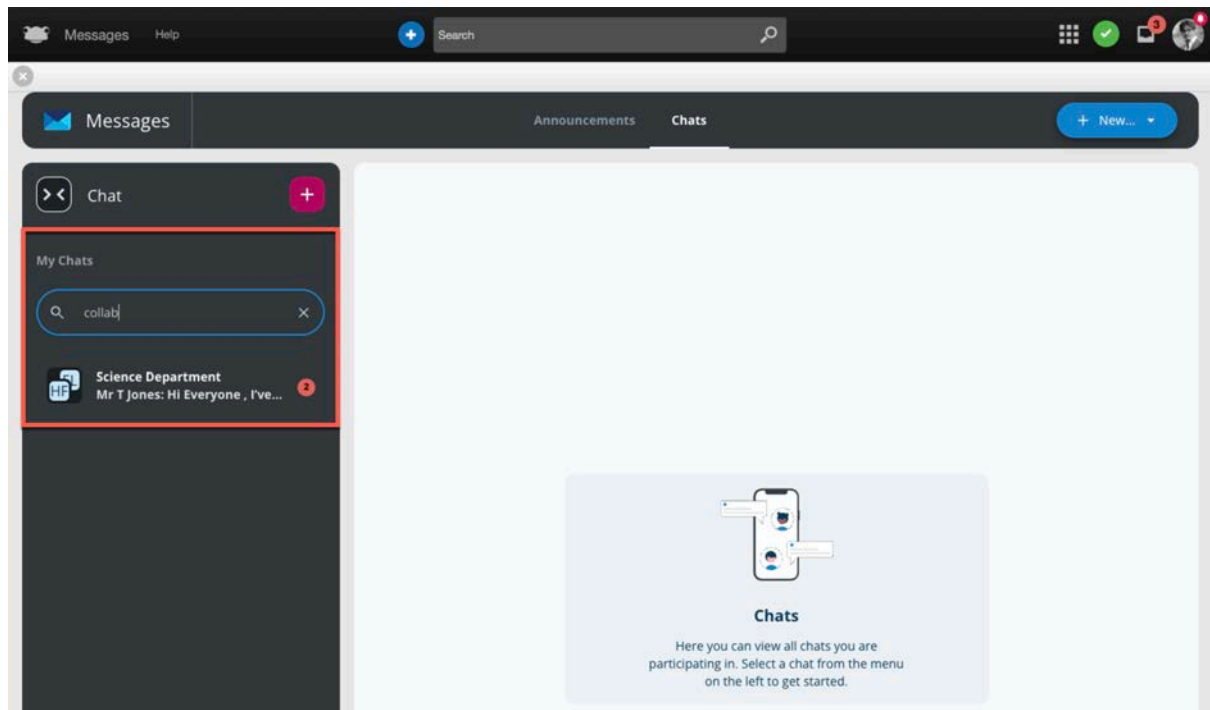 Messages Help Search 3
Messages Announcements Chats + New...
Chat +
My Chats
collab
Science Department
HF Mr T Jones: Hi Everyone , I've... 2
Chats
Here you can view all chats you are
participating in. Select a chat from the menu
on the left to get started.